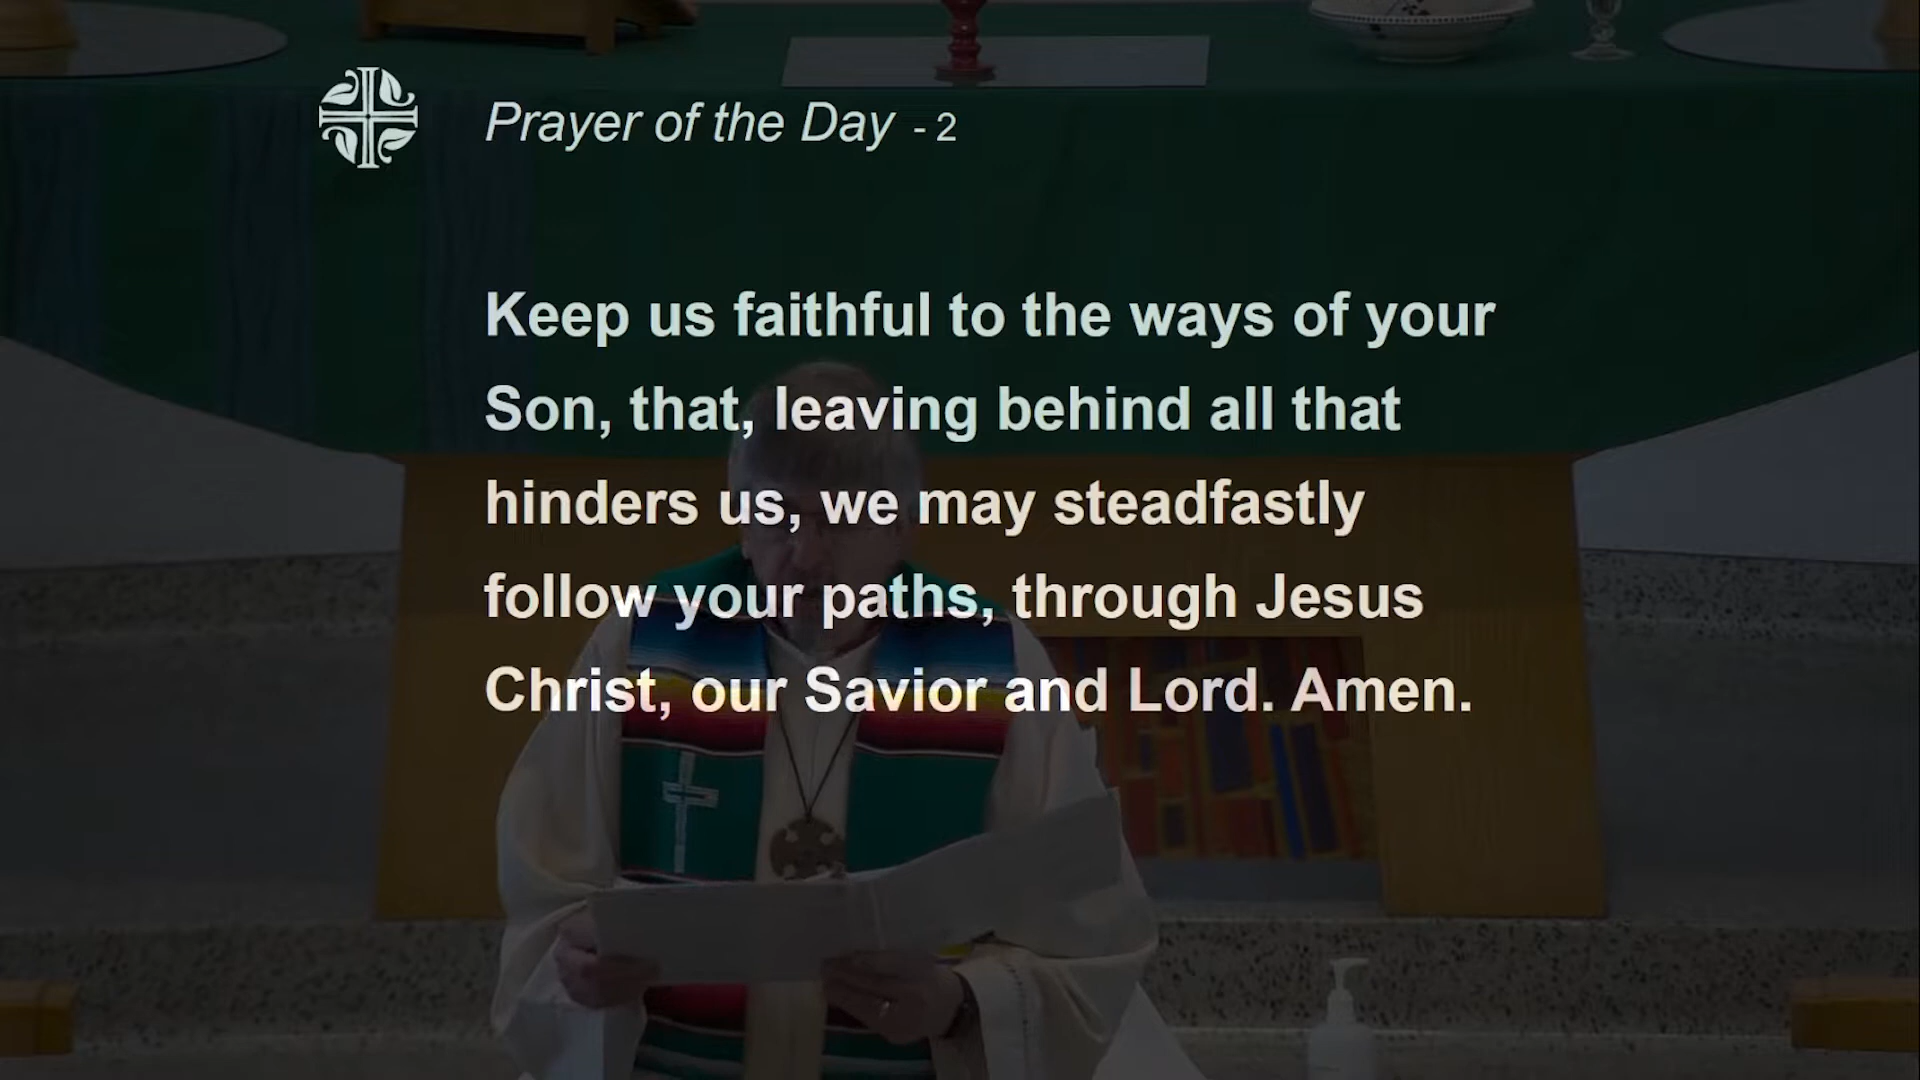 Prayer of the Day - 2
Keep us faithful to the ways of your
Son, that, leaving behind all that
hinders us, we may steadfastly
follow your paths, through Jesus
Christ, our Savior and Lord. Amen.